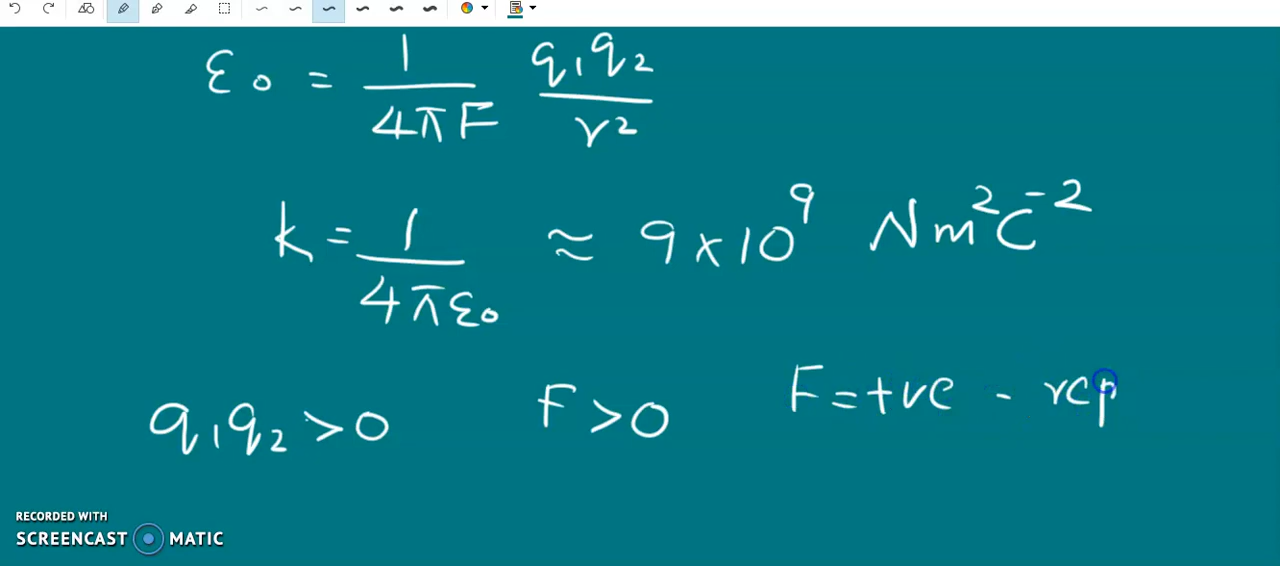 ε₀ = 1/4πF q₁q₂/r²
k = 1/4πε₀ ≈ 9×10⁹ Nm²C⁻²
q₁q₂ > 0 F > 0 F = +ve - rep
RECORDED WITH
SCREENCAST MATIC